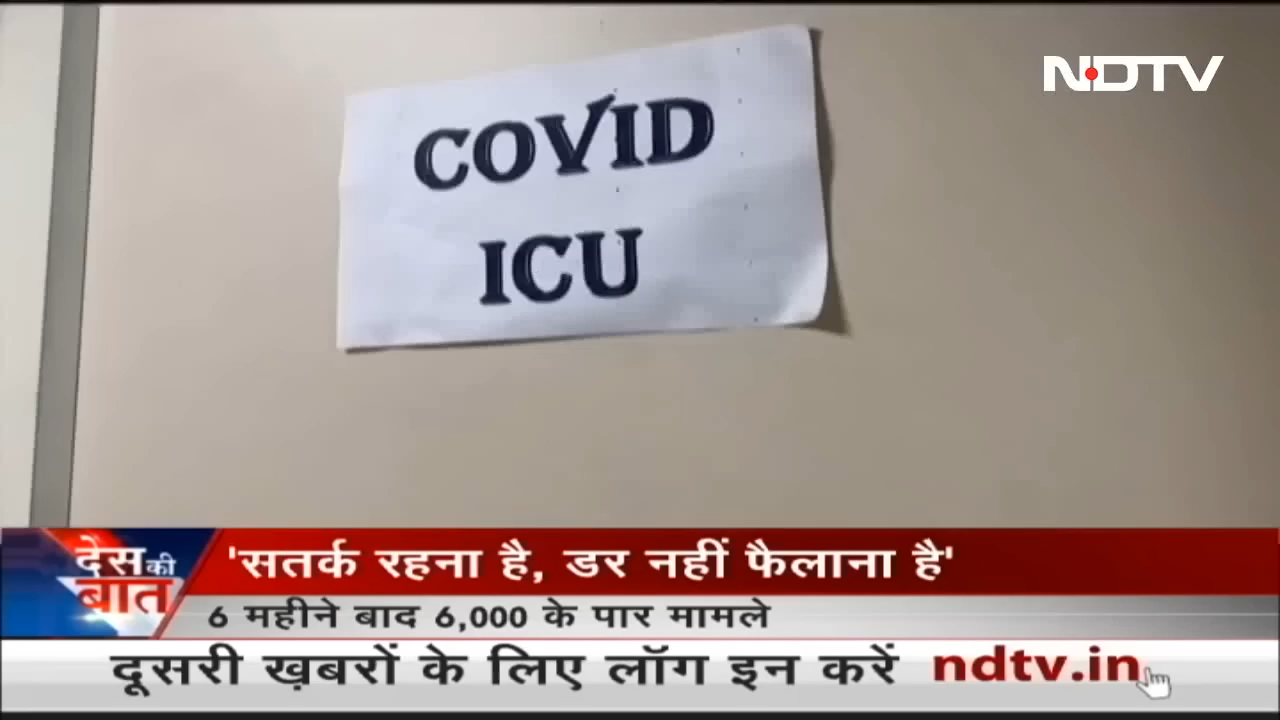 NDTV
COVID
ICU
देस की
बात
'सतर्क रहना है, डर नहीं फैलाना है'
6 महीने बाद 6,000 के पार मामले
दूसरी ख़बरों के लिए लॉग इन करें ndtv.in